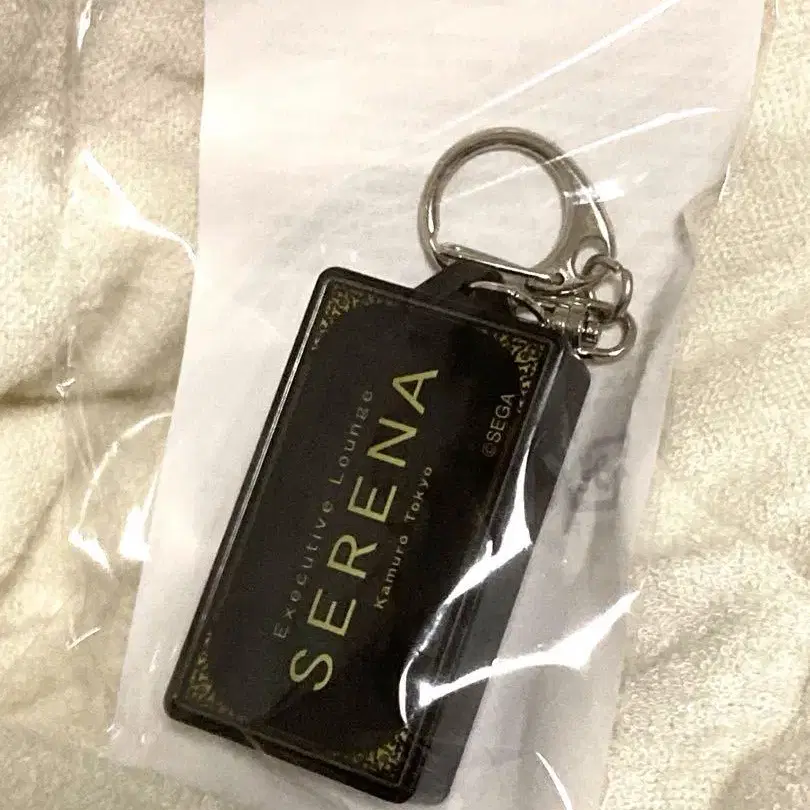 Executive Lounge
SERENA
Kamuro Tokyo
©SEGA